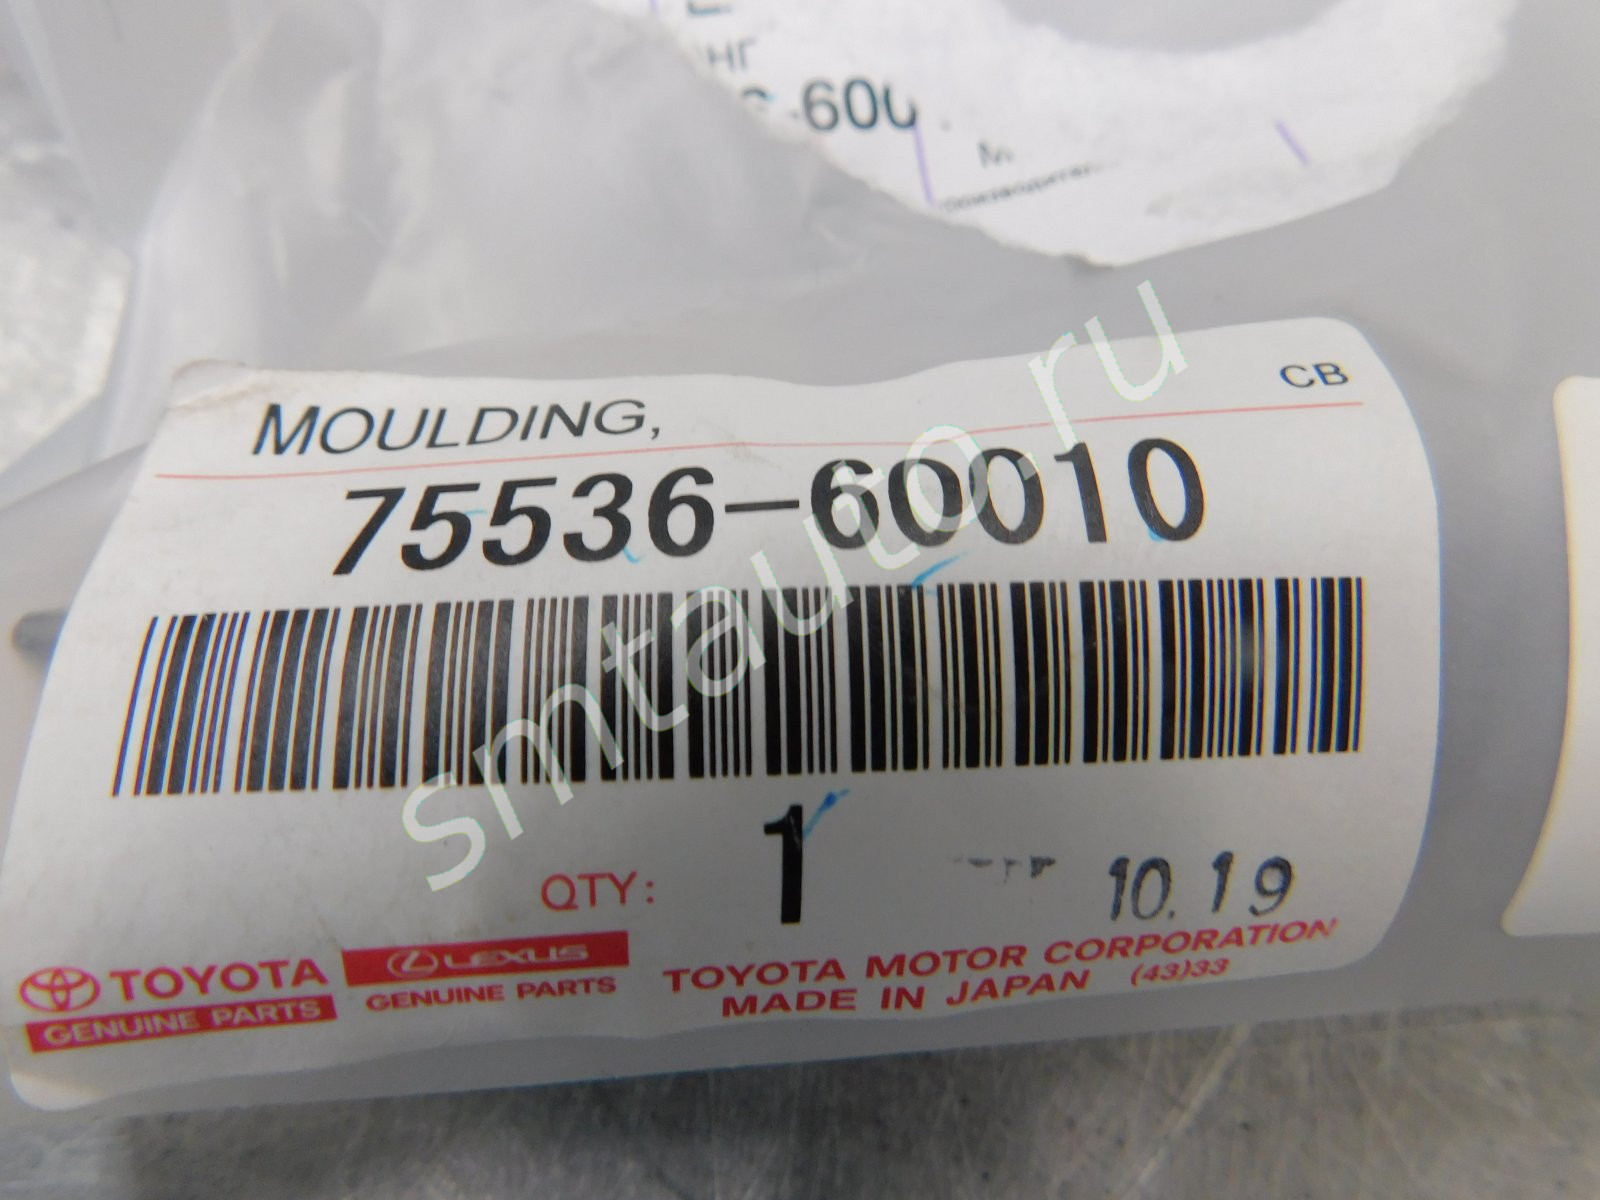 нг
-600
MOULDING,
CB
75536-60010
1
QTY:
10.19
TOYOTA
GENUINE PARTS
LEXUS
GENUINE PARTS
TOYOTA MOTOR CORPORATION
MADE IN JAPAN (43)33
smtauto.ru